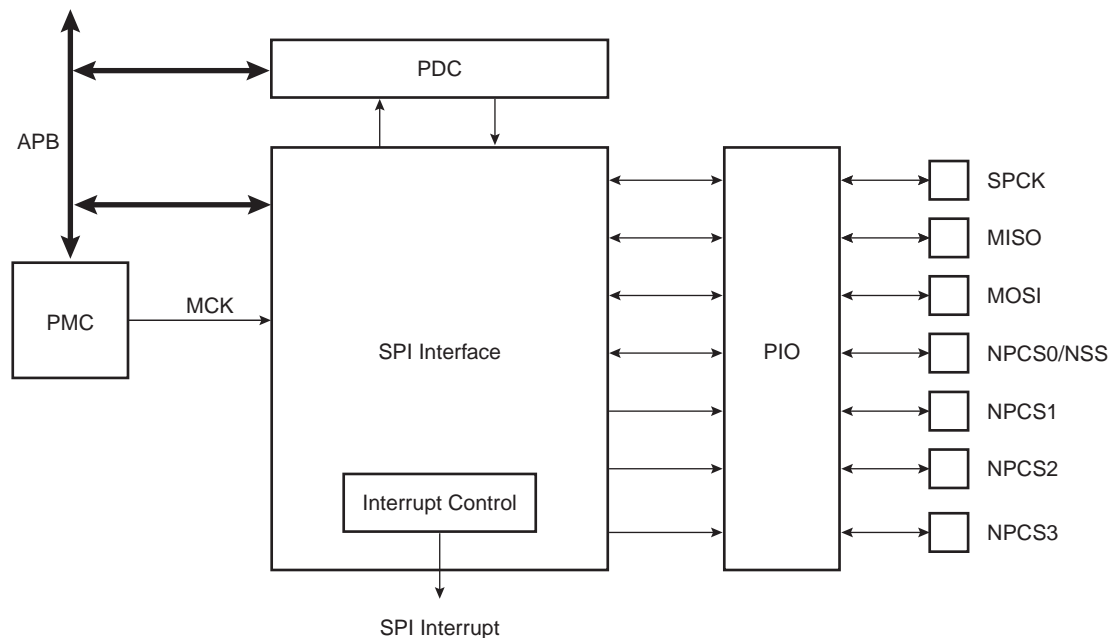 PDC
APB
SPCK
MISO
MCK
MOSI
PMC
SPI Interface
PIO
NPCS0/NSS
NPCS1
NPCS2
Interrupt Control
NPCS3
SPI Interrupt